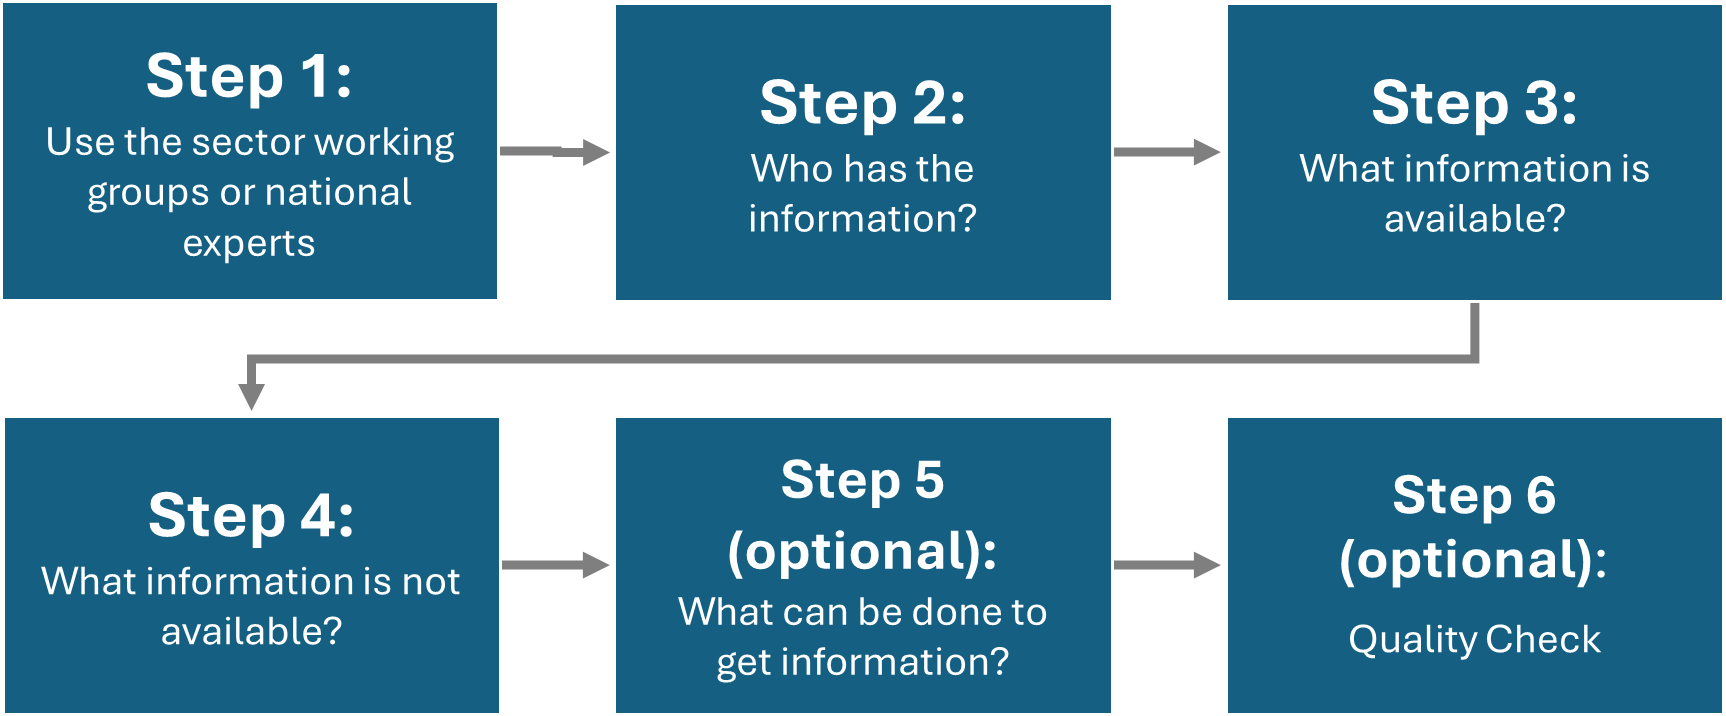 Step 1:
Use the sector working
groups or national
experts
Step 2:
Who has the
information?
Step 3:
What information is
available?
Step 4:
What information is not
available?
Step 5
(optional):
What can be done to
get information?
Step 6
(optional):
Quality Check